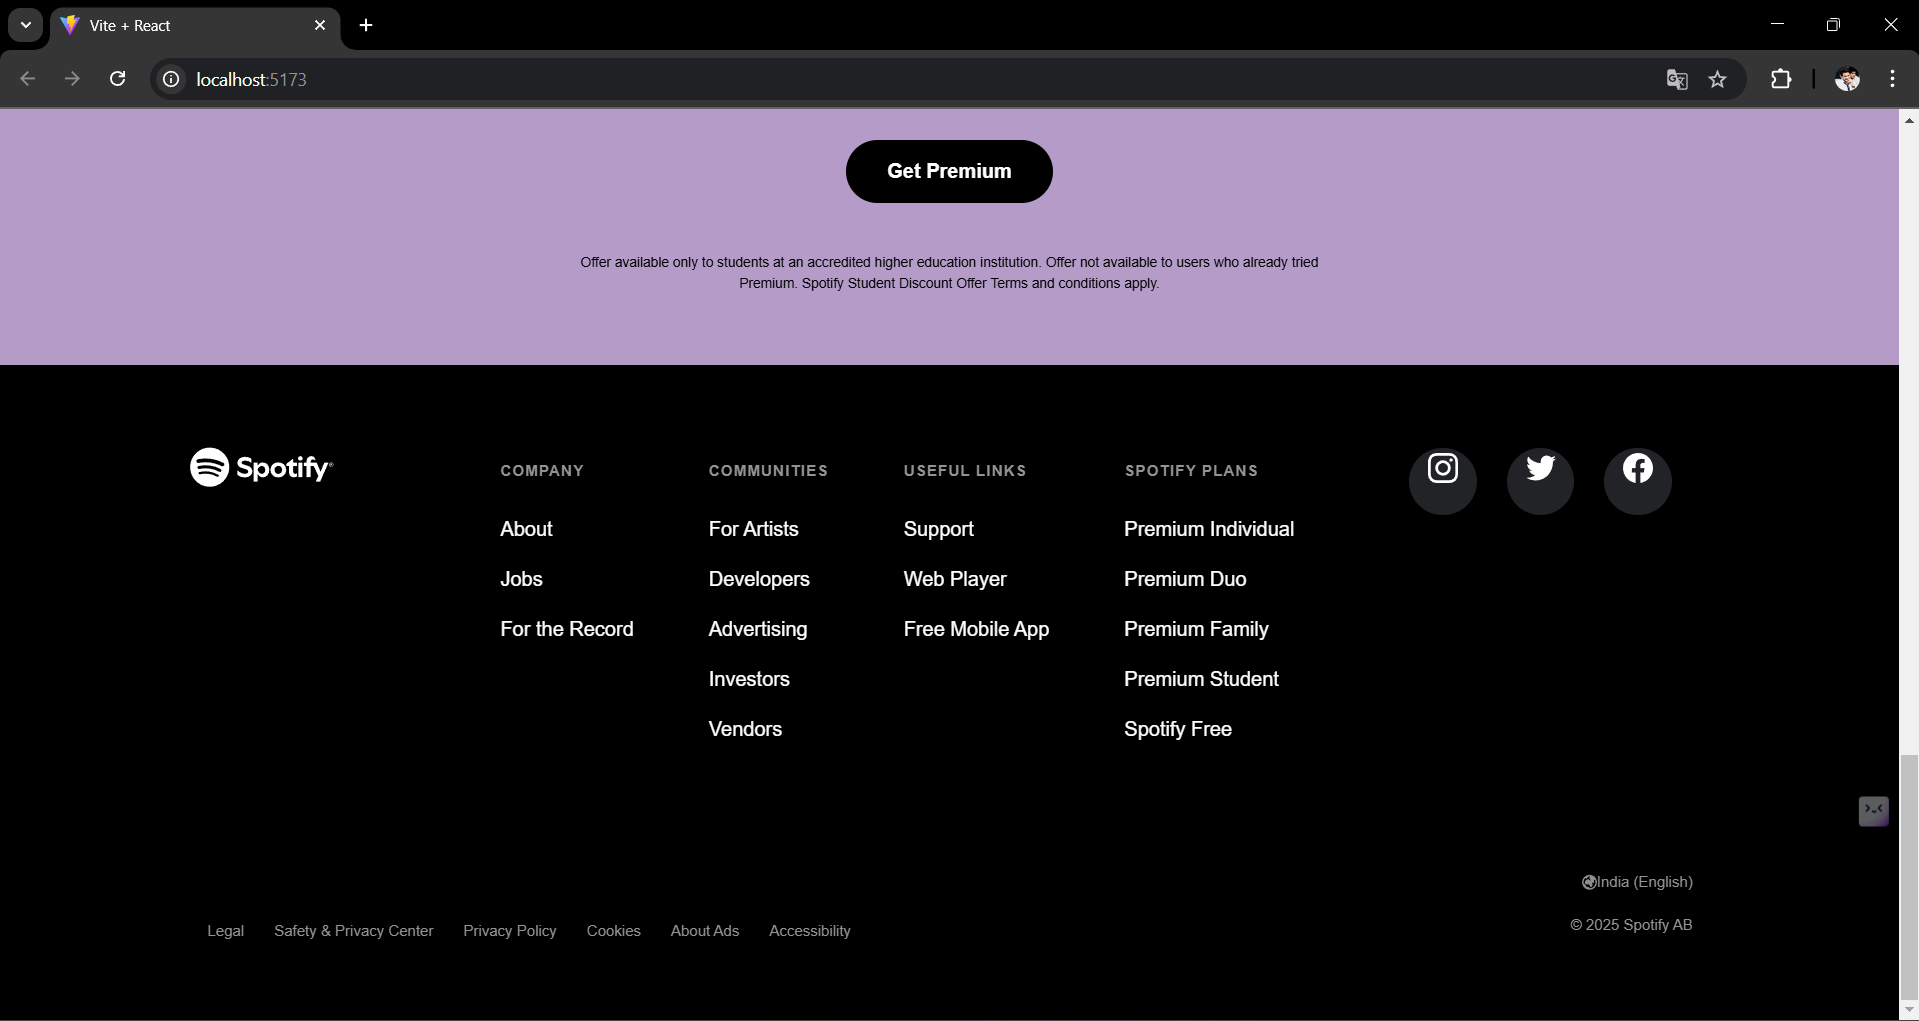 Vite + React
localhost:5173
Get Premium
Offer available only to students at an accredited higher education institution. Offer not available to users who already tried
Premium. Spotify Student Discount Offer Terms and conditions apply.
Spotify®
COMPANY
About
Jobs
For the Record
COMMUNITIES
For Artists
Developers
Advertising
Investors
Vendors
USEFUL LINKS
Support
Web Player
Free Mobile App
SPOTIFY PLANS
Premium Individual
Premium Duo
Premium Family
Premium Student
Spotify Free
India (English)
Legal Safety & Privacy Center Privacy Policy Cookies About Ads Accessibility
© 2025 Spotify AB